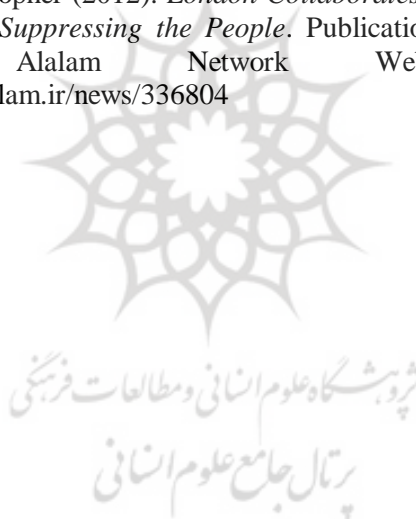 opher (2012). London Collaborates
Suppressing the People. Publicatio
Alalam Network We
lam.ir/news/336804
پژوهشگاه علوم انسانی و مطالعات فرهنگی
پرتال جامع علوم انسانی